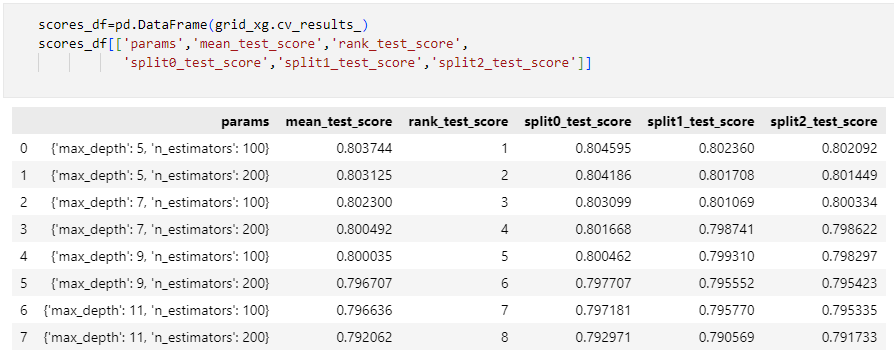 scores_df=pd.DataFrame(grid_xg.cv_results_)
scores_df[['params','mean_test_score','rank_test_score',
'split0_test_score','split1_test_score','split2_test_score']]
params mean_test_score rank_test_score split0_test_score split1_test_score split2_test_score
0 {'max_depth': 5, 'n_estimators': 100} 0.803744 1 0.804595 0.802360 0.802092
1 {'max_depth': 5, 'n_estimators': 200} 0.803125 2 0.804186 0.801708 0.801449
2 {'max_depth': 7, 'n_estimators': 100} 0.802300 3 0.803099 0.801069 0.800334
3 {'max_depth': 7, 'n_estimators': 200} 0.800492 4 0.801668 0.798741 0.798622
4 {'max_depth': 9, 'n_estimators': 100} 0.800035 5 0.800462 0.799310 0.798297
5 {'max_depth': 9, 'n_estimators': 200} 0.796707 6 0.797707 0.795552 0.795423
6 {'max_depth': 11, 'n_estimators': 100} 0.796636 7 0.797181 0.795770 0.795335
7 {'max_depth': 11, 'n_estimators': 200} 0.792062 8 0.792971 0.790569 0.791733